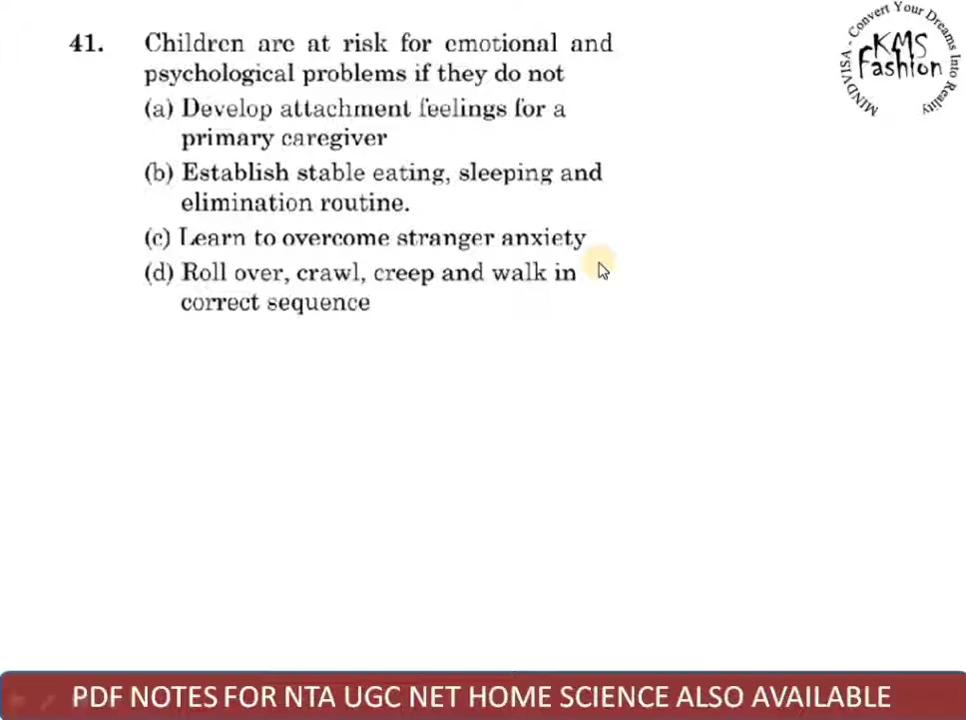 41. Children are at risk for emotional and
psychological problems if they do not
(a) Develop attachment feelings for a
primary caregiver
(b) Establish stable eating, sleeping and
elimination routine.
(c) Learn to overcome stranger anxiety
(d) Roll over, crawl, creep and walk in
correct sequence
MINDVISA - Convert Your Dreams Into Reality
KMS
Fashion
PDF NOTES FOR NTA UGC NET HOME SCIENCE ALSO AVAILABLE